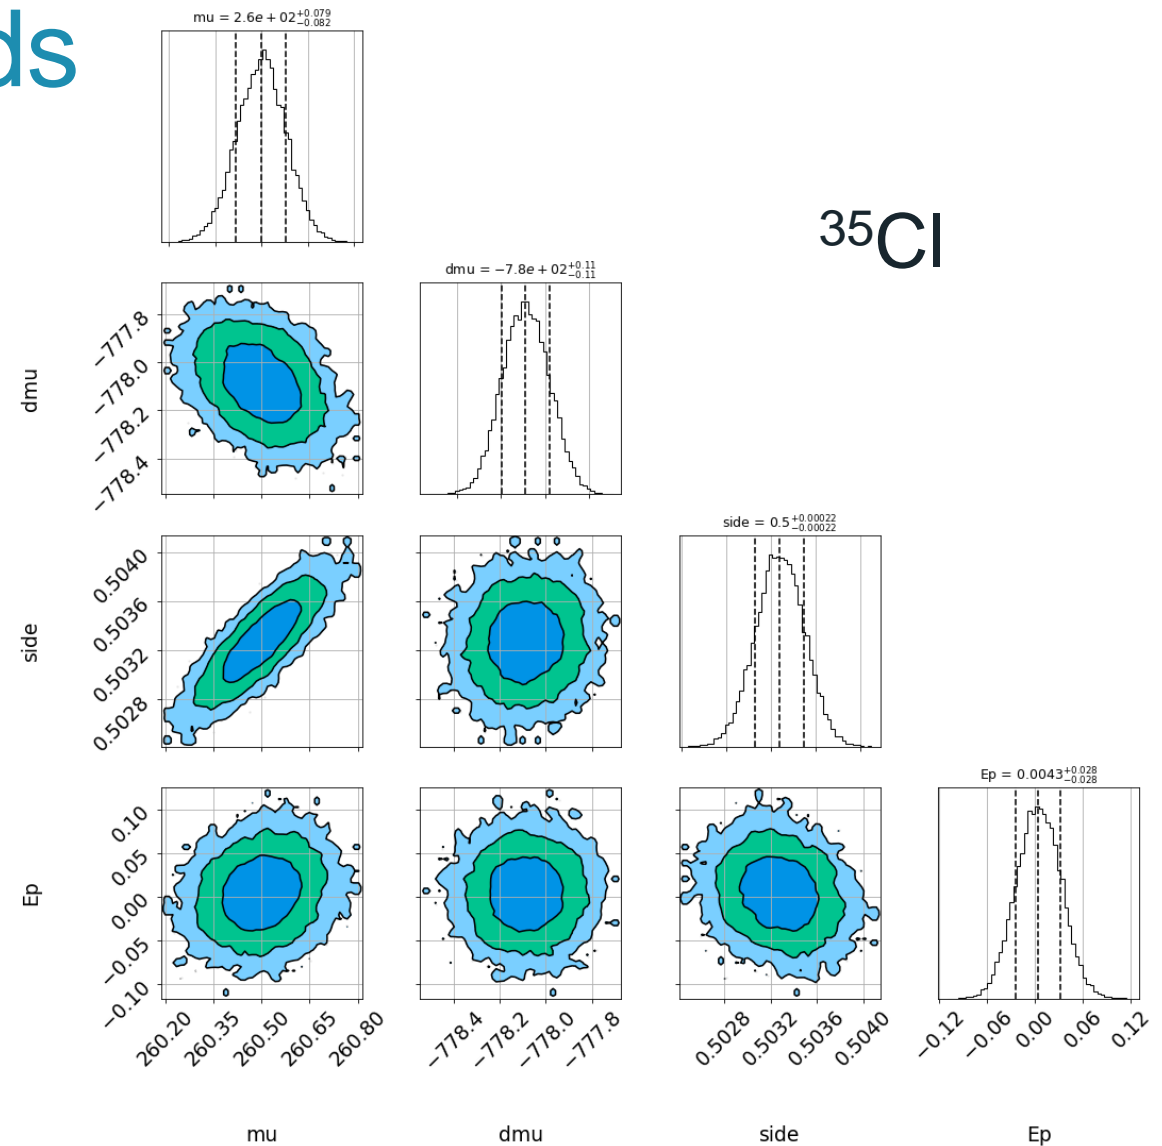 ds
mu = 2.6e + 02 +0.079 −0.082
³⁵Cl
dmu = −7.8e + 02 +0.11 −0.11
dmu
−777.8
−778.0
−778.2
−778.4
side = 0.5 +0.00022 −0.00022
side
0.5040
0.5036
0.5032
0.5028
Ep = 0.0043 +0.028 −0.028
Ep
0.10
0.05
0.00
−0.05
−0.10
260.20 260.35 260.50 260.65 260.80 −778.4 −778.2 −778.0 −777.8 0.5028 0.5032 0.5036 0.5040 −0.12 −0.06 0.00 0.06 0.12
mu dmu side Ep